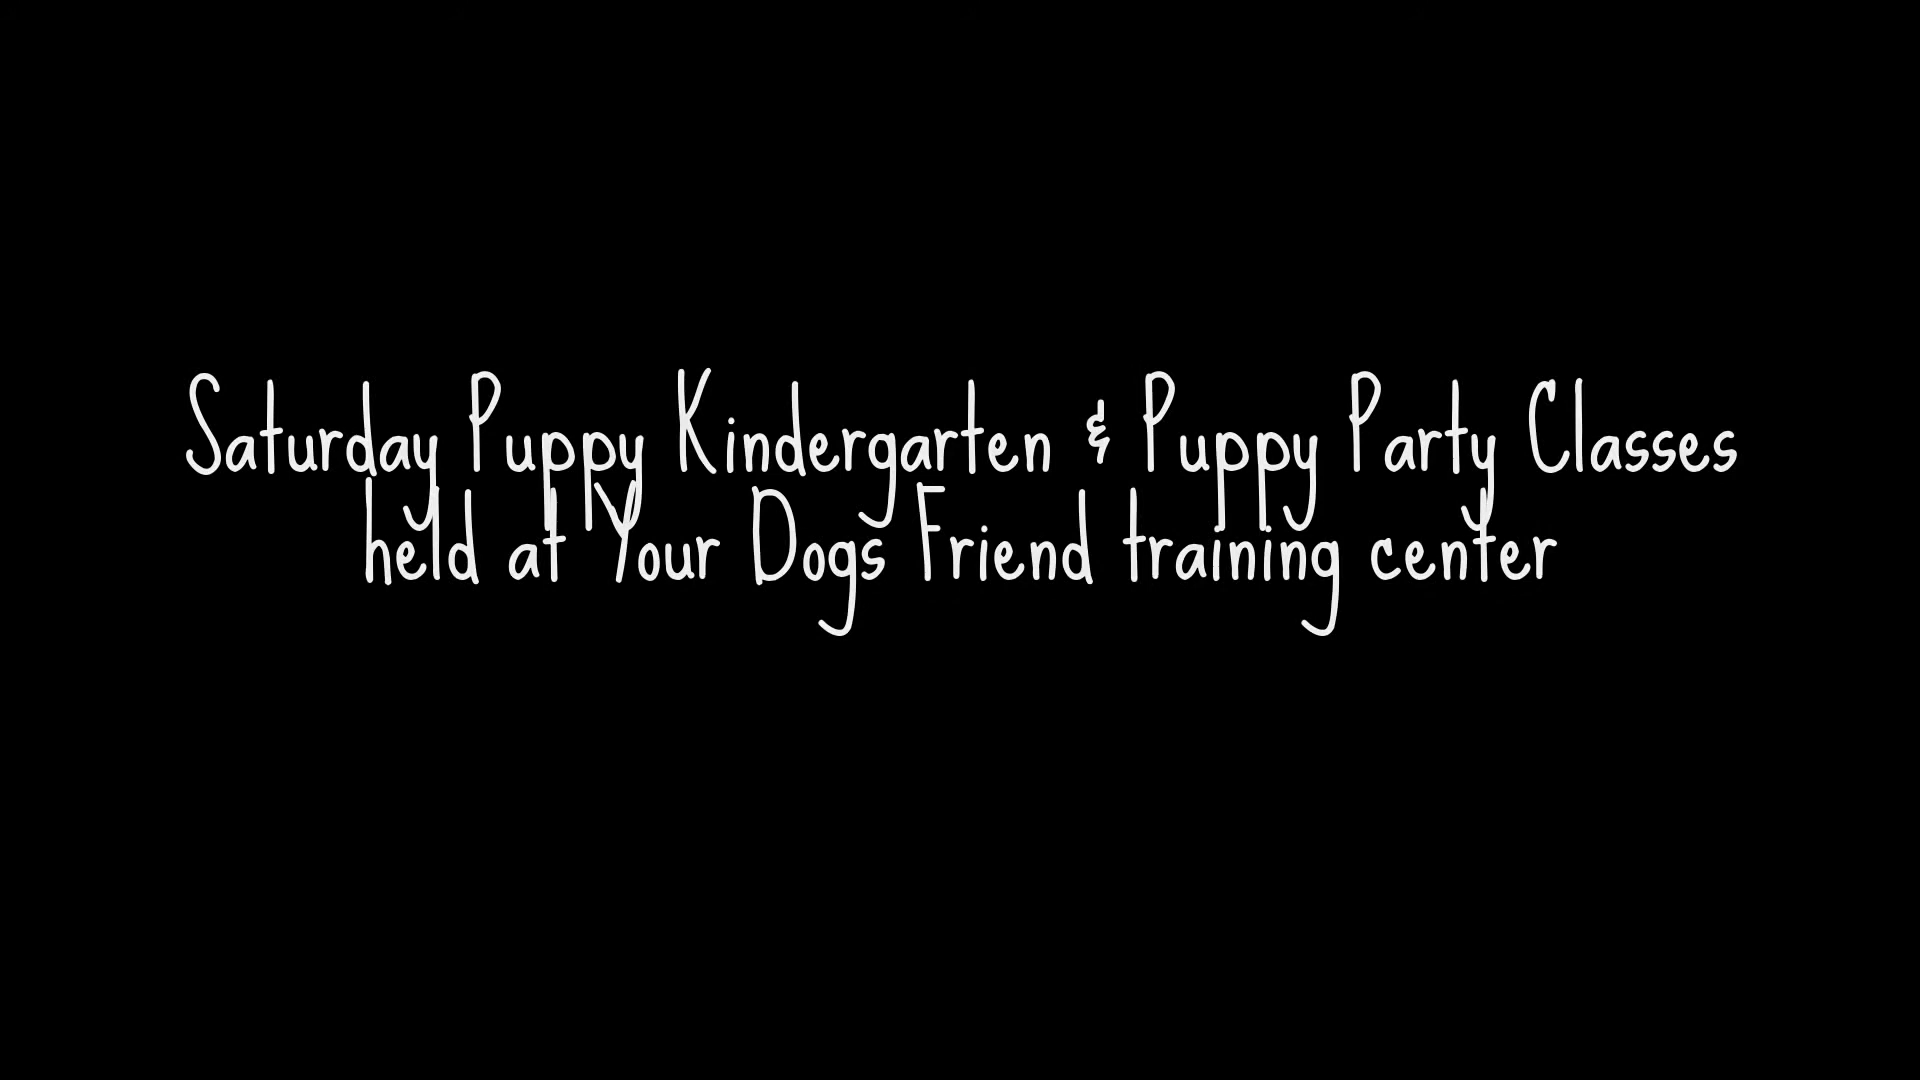 Saturday Puppy Kindergarten & Puppy Party Classes
held at Your Dogs Friend training center